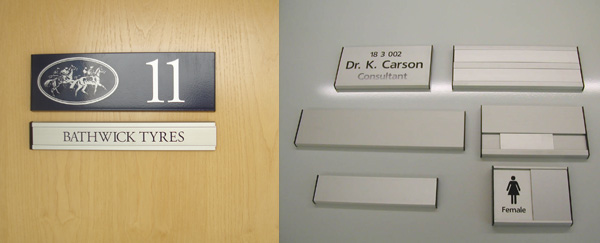 11
BATHWICK TYRES
18 3 002
Dr. K. Carson
Consultant
Female